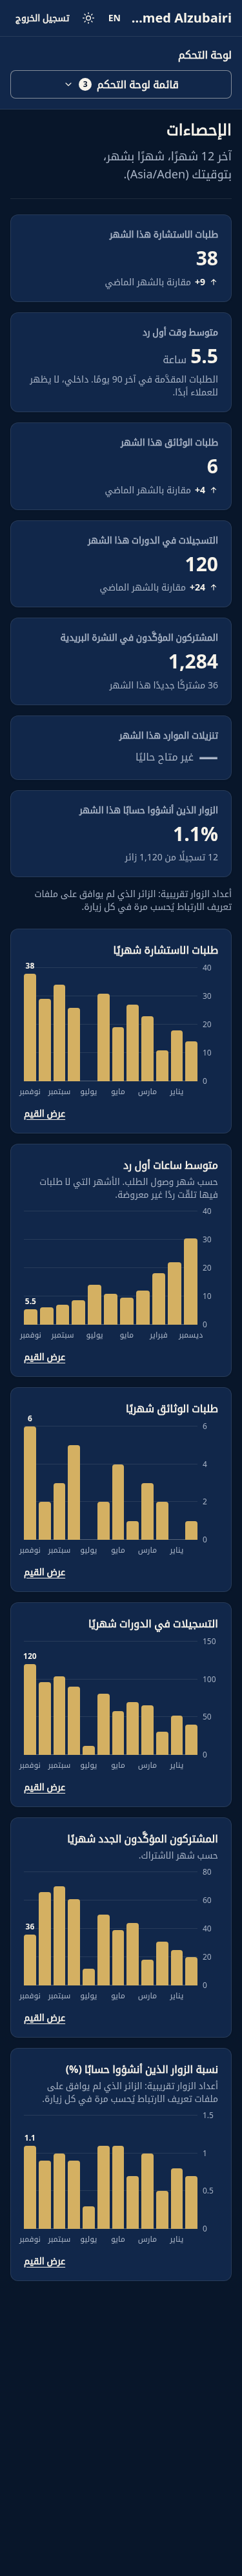 ...med Alzubairi
EN
تسجيل الخروج
لوحة التحكم
قائمة لوحة التحكم 3
الإحصاءات
آخر 12 شهرًا، شهرًا بشهر،
بتوقيتك (Asia/Aden).
طلبات الاستشارة هذا الشهر
38
↑ +9 مقارنة بالشهر الماضي
متوسط وقت أول رد
5.5 ساعة
الطلبات المقدَّمة في آخر 90 يومًا. داخلي، لا يظهر
للعملاء أبدًا.
طلبات الوثائق هذا الشهر
6
↑ +4 مقارنة بالشهر الماضي
التسجيلات في الدورات هذا الشهر
120
↑ +24 مقارنة بالشهر الماضي
المشتركون المؤكَّدون في النشرة البريدية
1,284
36 مشتركًا جديدًا هذا الشهر
تنزيلات الموارد هذا الشهر
— غير متاح حاليًا
الزوار الذين أنشؤوا حسابًا هذا الشهر
1.1%
12 تسجيلًا من 1,120 زائر
أعداد الزوار تقريبية: الزائر الذي لم يوافق على ملفات
تعريف الارتباط يُحسب مرة في كل زيارة.
طلبات الاستشارة شهريًا
38
40
30
20
10
0
يناير مارس مايو يوليو سبتمبر نوفمبر
عرض القيم
متوسط ساعات أول رد
حسب شهر وصول الطلب. الأشهر التي لا طلبات
فيها تلقّت ردًا غير معروضة.
40
30
20
10
0
5.5
ديسمبر فبراير مايو يوليو سبتمبر نوفمبر
عرض القيم
طلبات الوثائق شهريًا
6
6
4
2
0
يناير مارس مايو يوليو سبتمبر نوفمبر
عرض القيم
التسجيلات في الدورات شهريًا
150
120
100
50
0
يناير مارس مايو يوليو سبتمبر نوفمبر
عرض القيم
المشتركون المؤكَّدون الجدد شهريًا
حسب شهر الاشتراك.
80
60
40
36
20
0
يناير مارس مايو يوليو سبتمبر نوفمبر
عرض القيم
نسبة الزوار الذين أنشؤوا حسابًا (%)
أعداد الزوار تقريبية: الزائر الذي لم يوافق على
ملفات تعريف الارتباط يُحسب مرة في كل زيارة.
1.5
1.1
1
0.5
0
يناير مارس مايو يوليو سبتمبر نوفمبر
عرض القيم